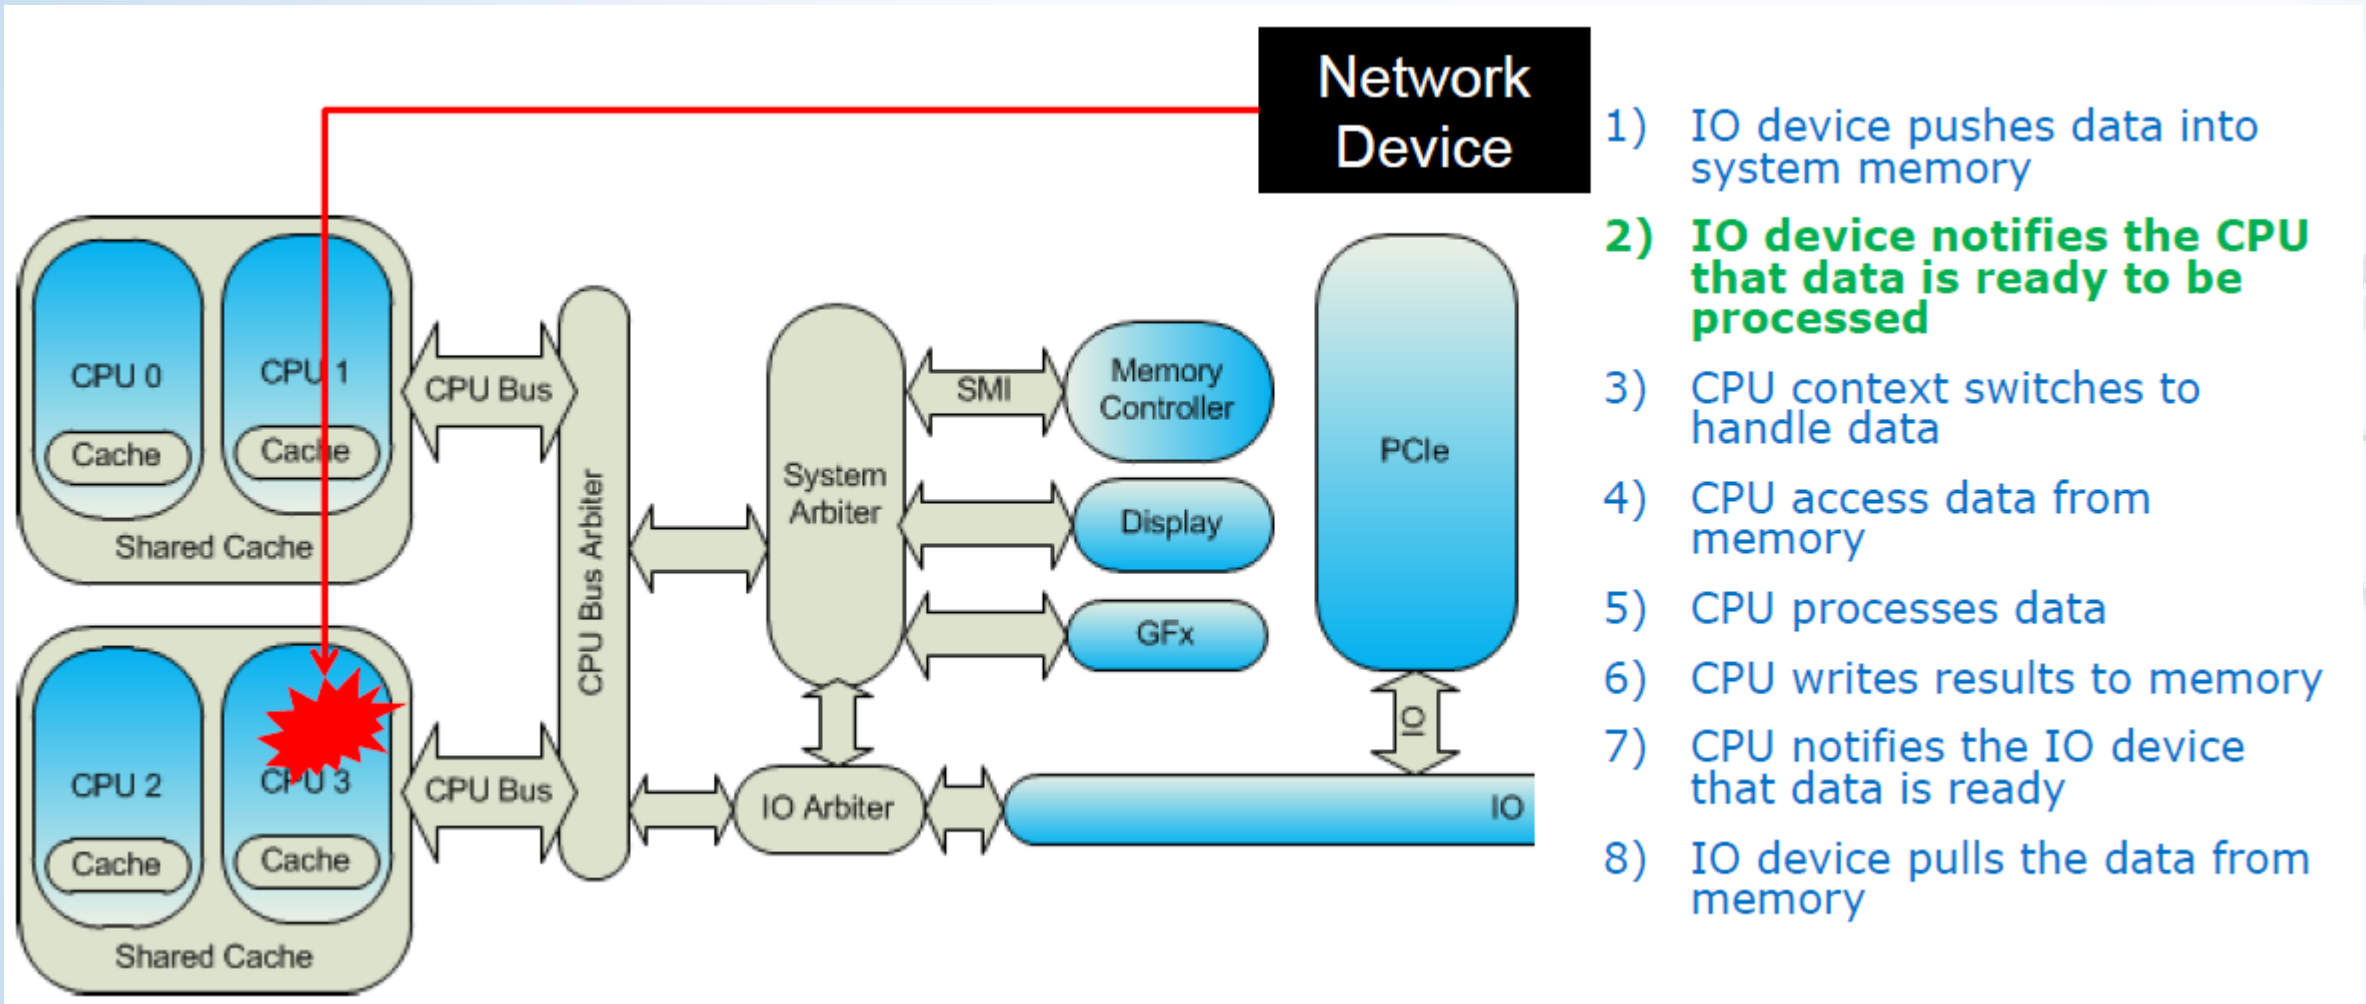 Network
Device
CPU 0
Cache
CPU 1
Cache
Shared Cache
CPU Bus
CPU 2
Cache
CPU 3
Cache
Shared Cache
CPU Bus
CPU Bus Arbiter
System
Arbiter
SMI
Memory
Controller
Display
GFx
IO Arbiter
PCIe
IO
IO
1) IO device pushes data into
system memory
2) IO device notifies the CPU
that data is ready to be
processed
3) CPU context switches to
handle data
4) CPU access data from
memory
5) CPU processes data
6) CPU writes results to memory
7) CPU notifies the IO device
that data is ready
8) IO device pulls the data from
memory